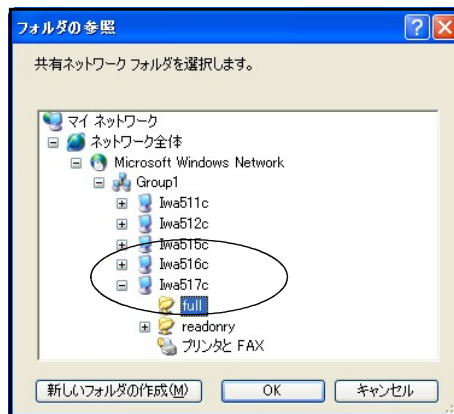 フォルダの参照
共有ネットワーク フォルダを選択します。
マイ ネットワーク
ネットワーク全体
Microsoft Windows Network
Group1
Iwa511c
Iwa512c
Iwa515c
Iwa516c
Iwa517c
full
readonry
プリンタと FAX
新しいフォルダの作成(M) OK キャンセル